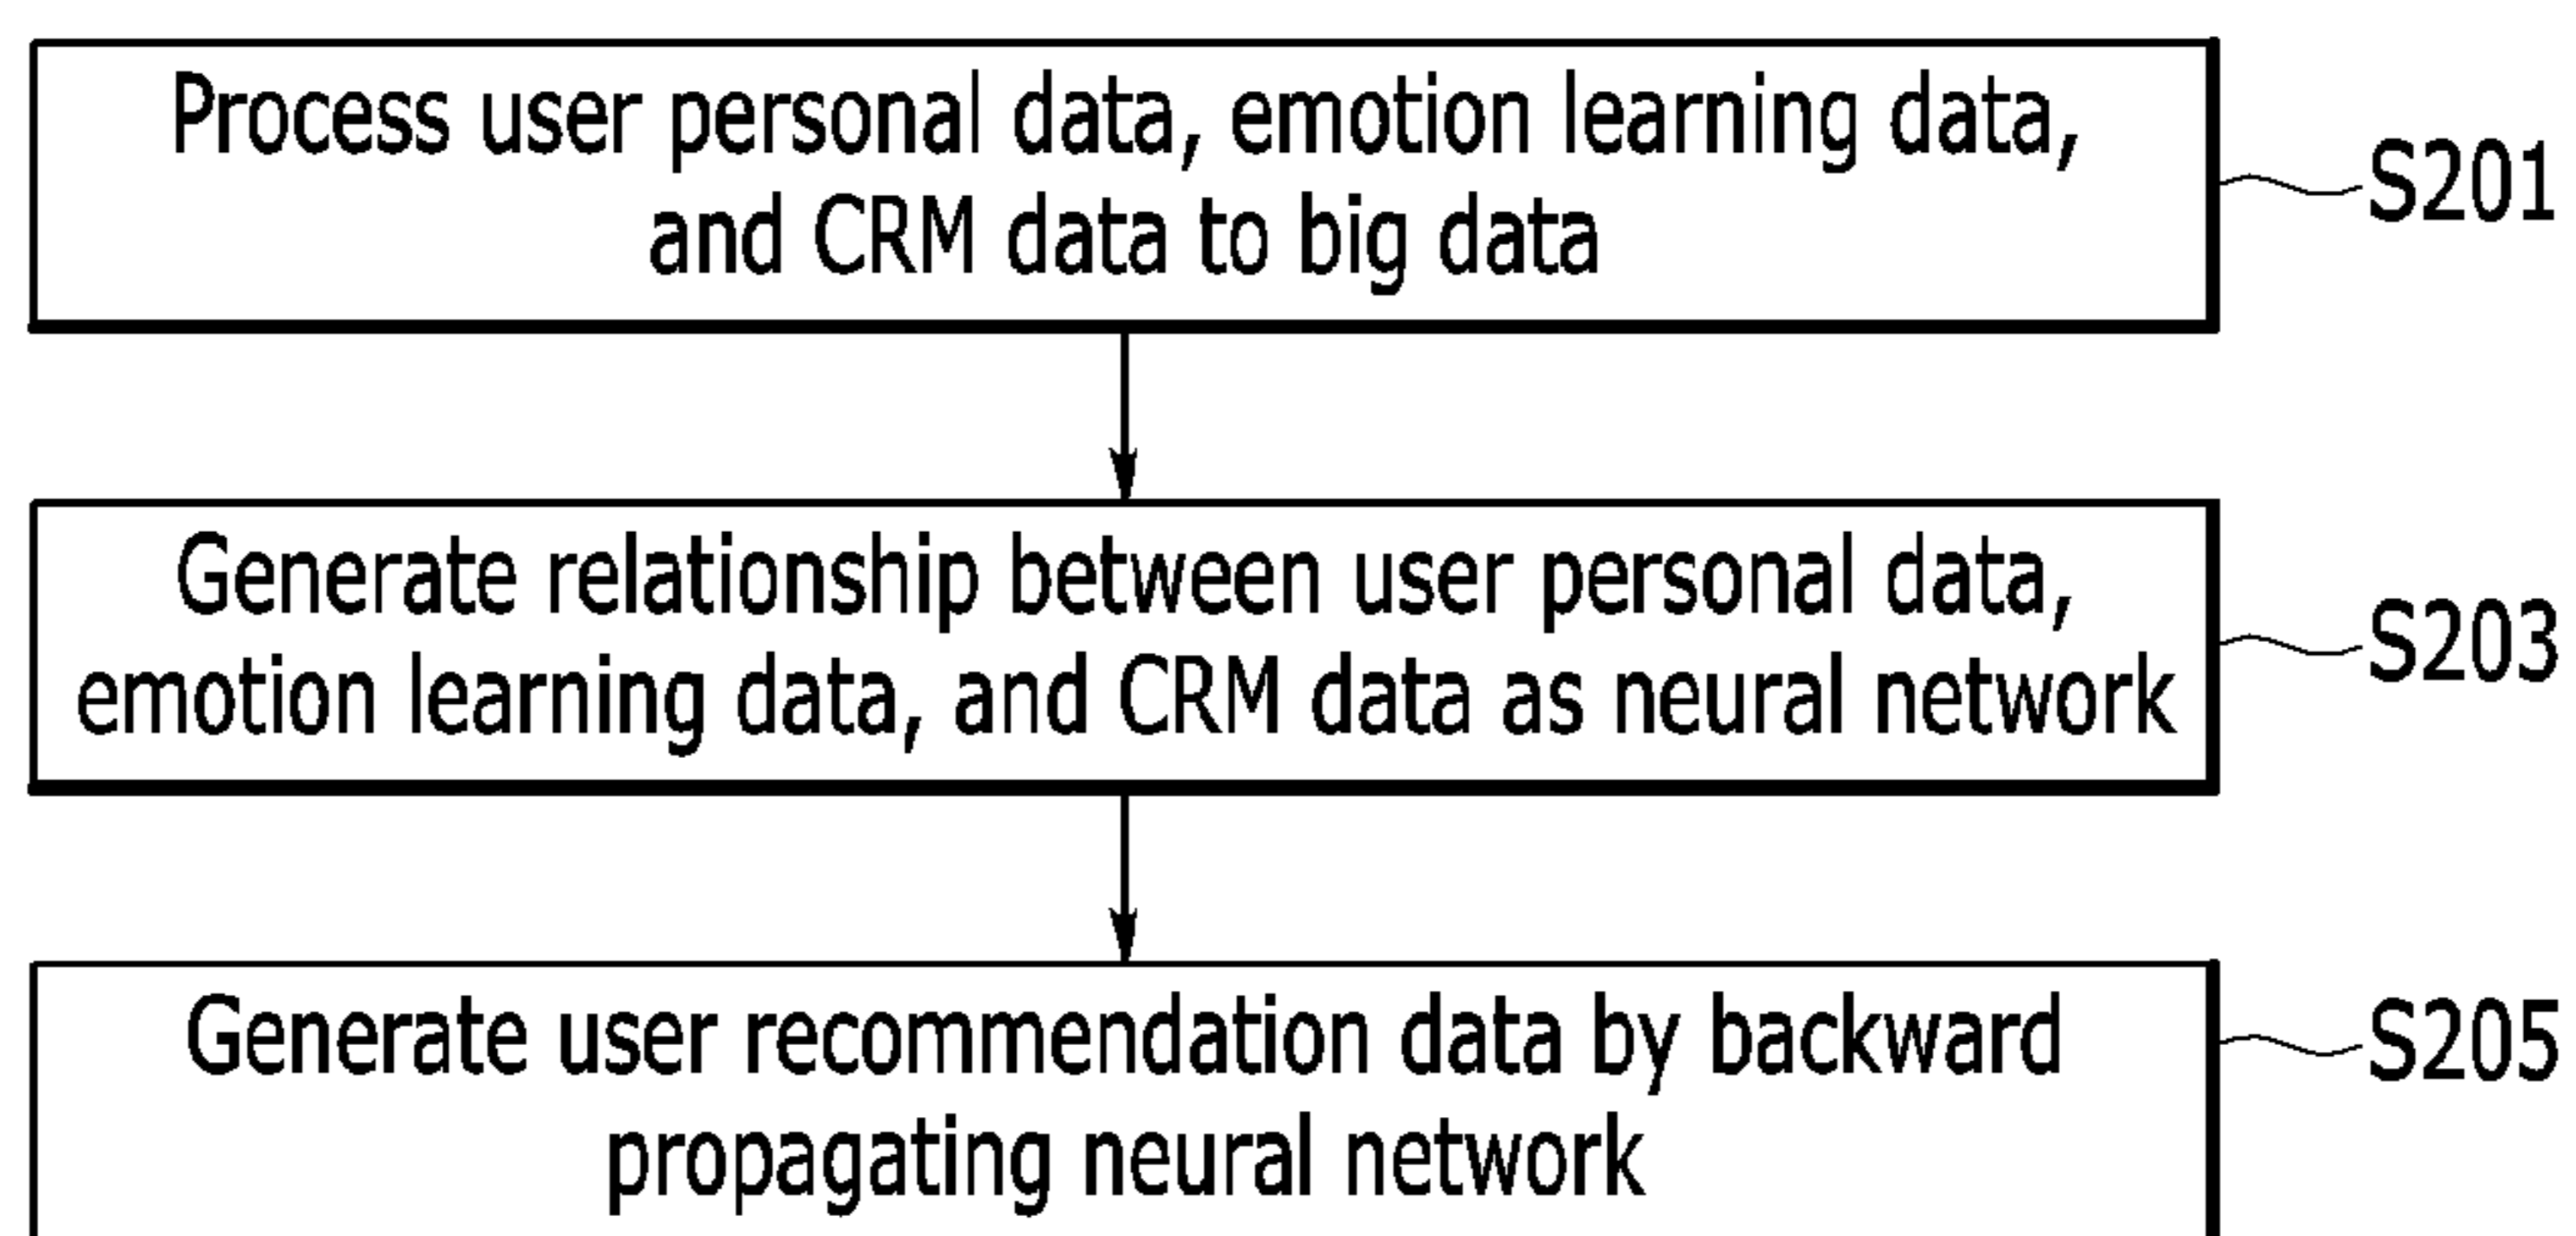 Process user personal data, emotion learning data,
and CRM data to big data
S201
Generate relationship between user personal data,
emotion learning data, and CRM data as neural network
S203
Generate user recommendation data by backward
propagating neural network
S205